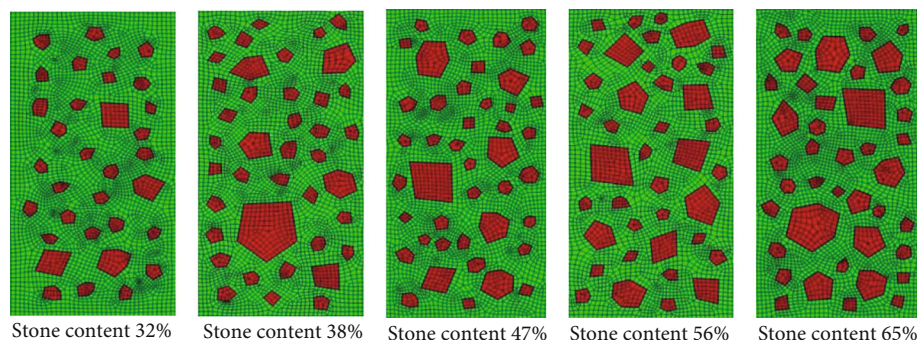 Stone content 32%
Stone content 38%
Stone content 47%
Stone content 56%
Stone content 65%